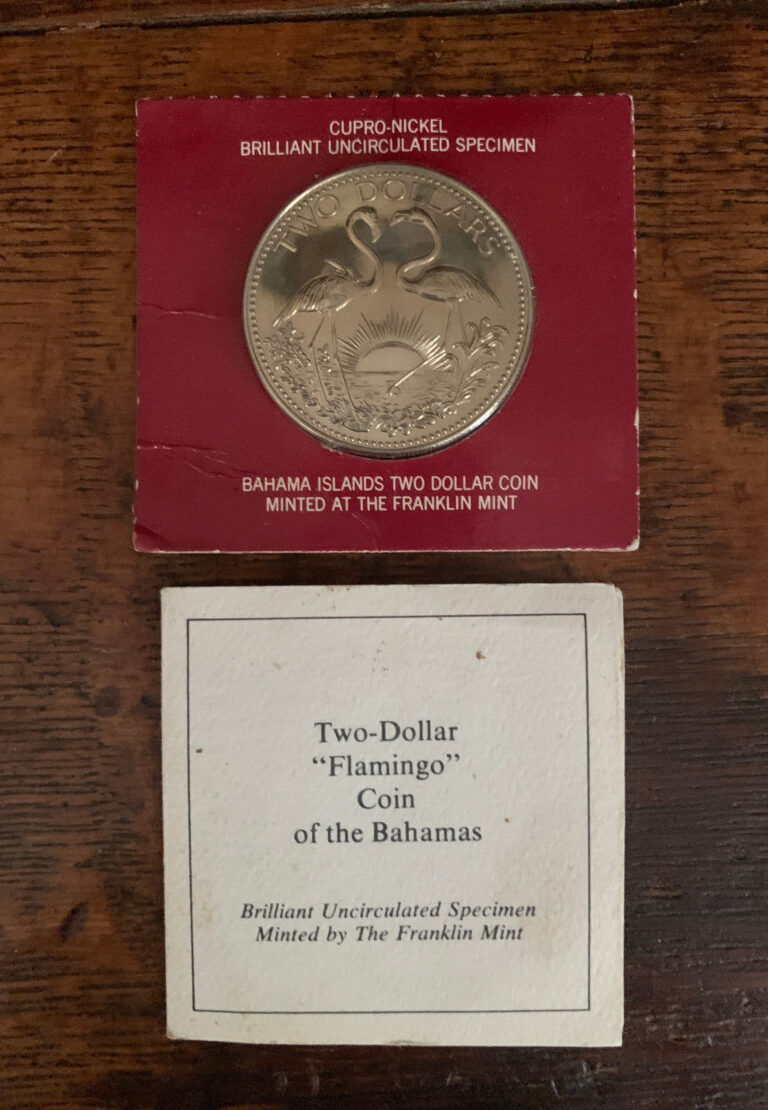 CUPRO-NICKEL
BRILLIANT UNCIRCULATED SPECIMEN
TWO DOLLARS
BAHAMA ISLANDS TWO DOLLAR COIN
MINTED AT THE FRANKLIN MINT
Two-Dollar
“Flamingo”
Coin
of the Bahamas
Brilliant Uncirculated Specimen
Minted by The Franklin Mint